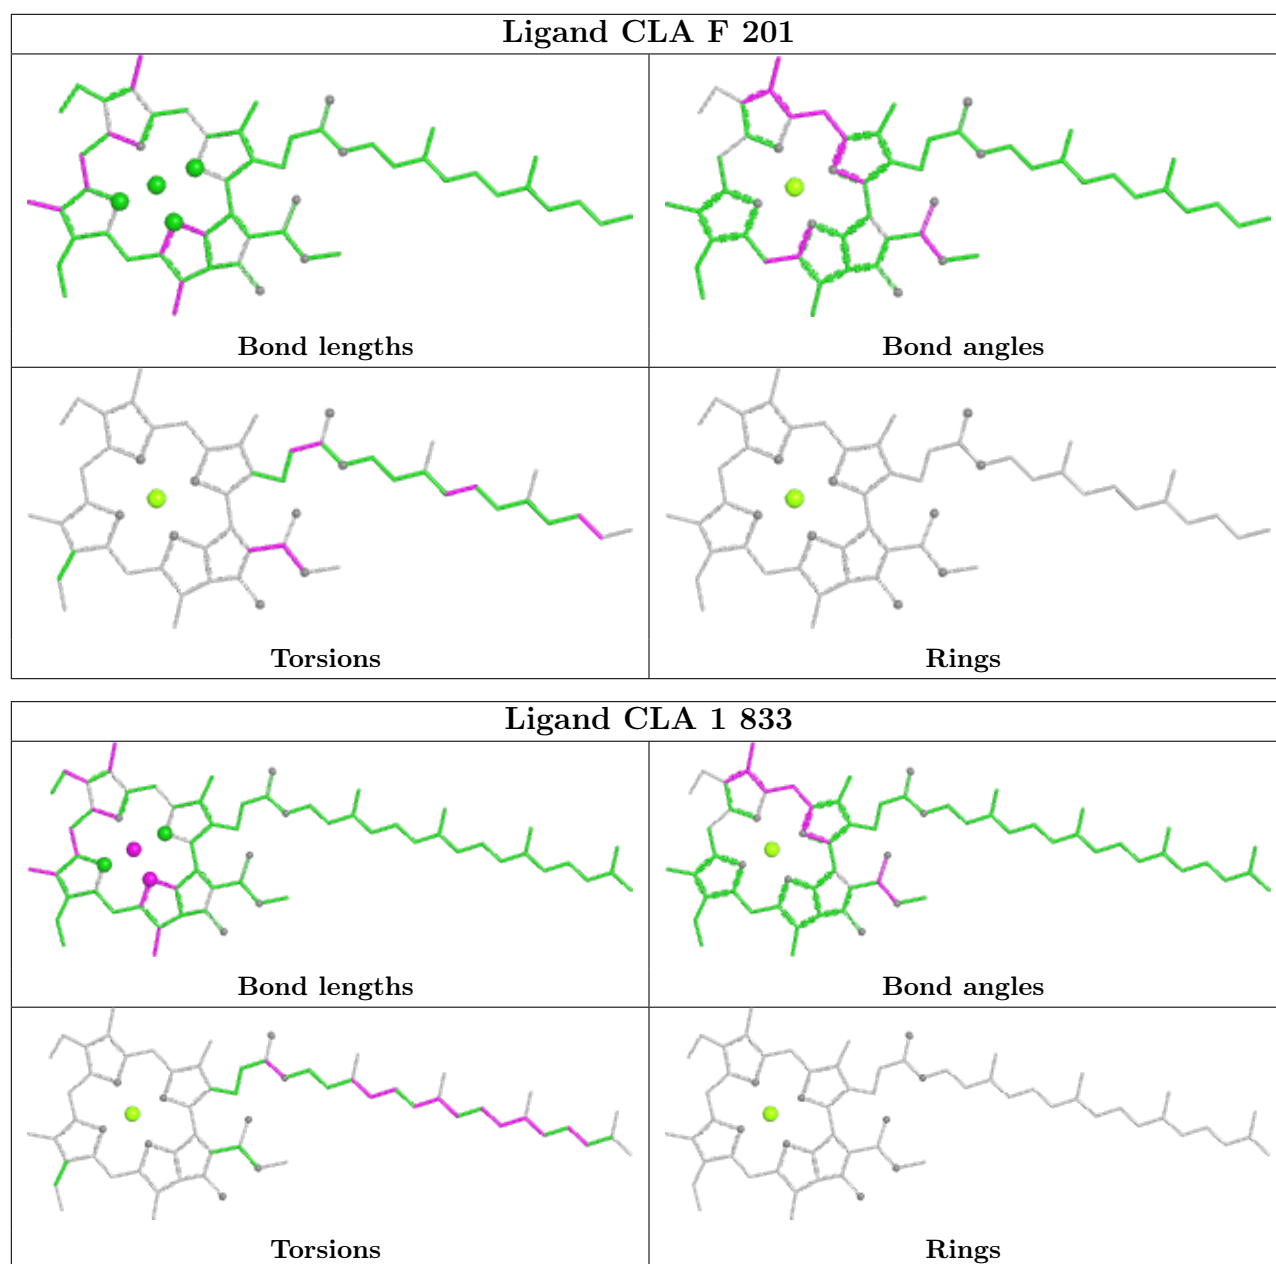 Ligand CLA F 201
Bond lengths
Bond angles
Torsions
Rings
Ligand CLA 1 833
Bond lengths
Bond angles
Torsions
Rings